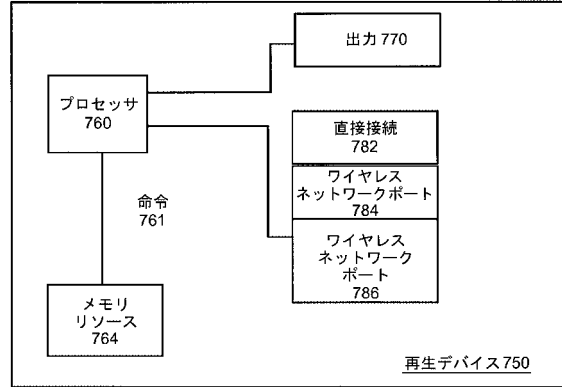 出力 770
プロセッサ
760
直接接続
782
ワイヤレス
ネットワークポート
784
命令
761
ワイヤレス
ネットワーク
ポート
786
メモリ
リソース
764
再生デバイス750